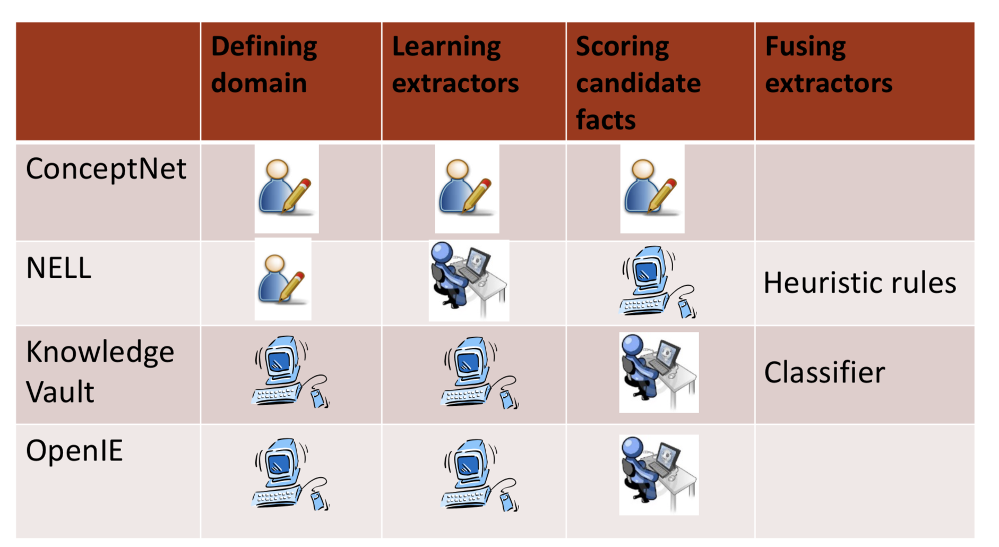 Defining
domain
Learning
extractors
Scoring
candidate
facts
Fusing
extractors
ConceptNet
NELL
Heuristic rules
Knowledge
Vault
Classifier
OpenIE